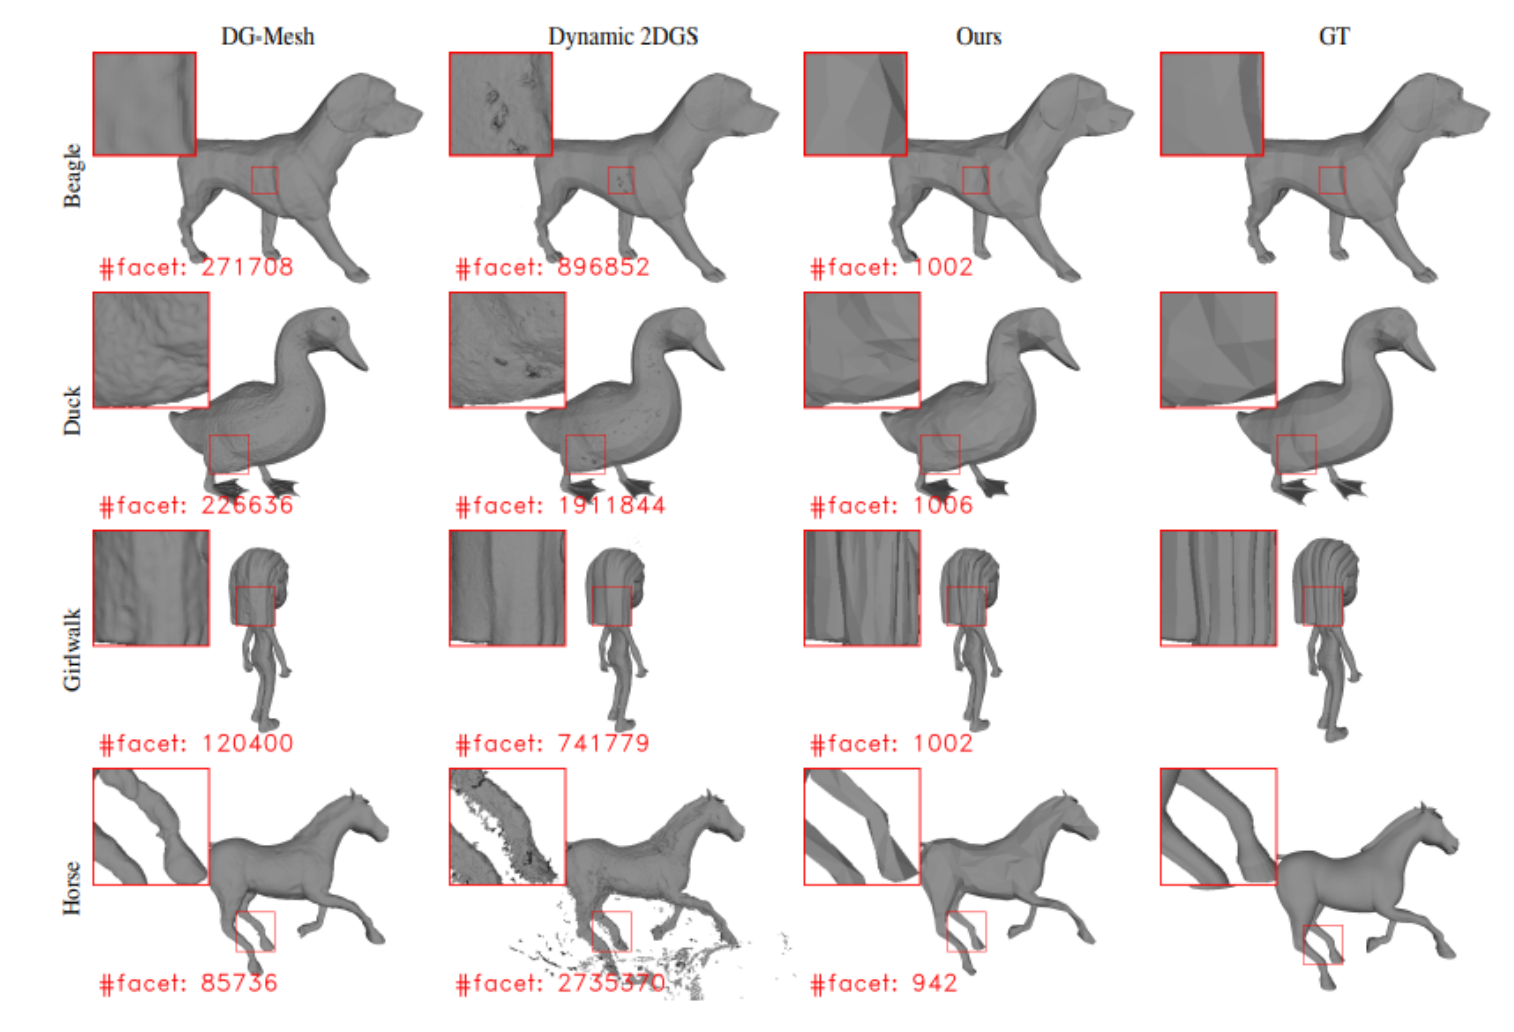 DG-Mesh Dynamic 2DGS Ours GT
Beagle
#facet: 271708 #facet: 896852 #facet: 1002
Duck
#facet: 226636 #facet: 1911844 #facet: 1006
Girlwalk
#facet: 120400 #facet: 741779 #facet: 1002
Horse
#facet: 85736 #facet: 2735370 #facet: 942